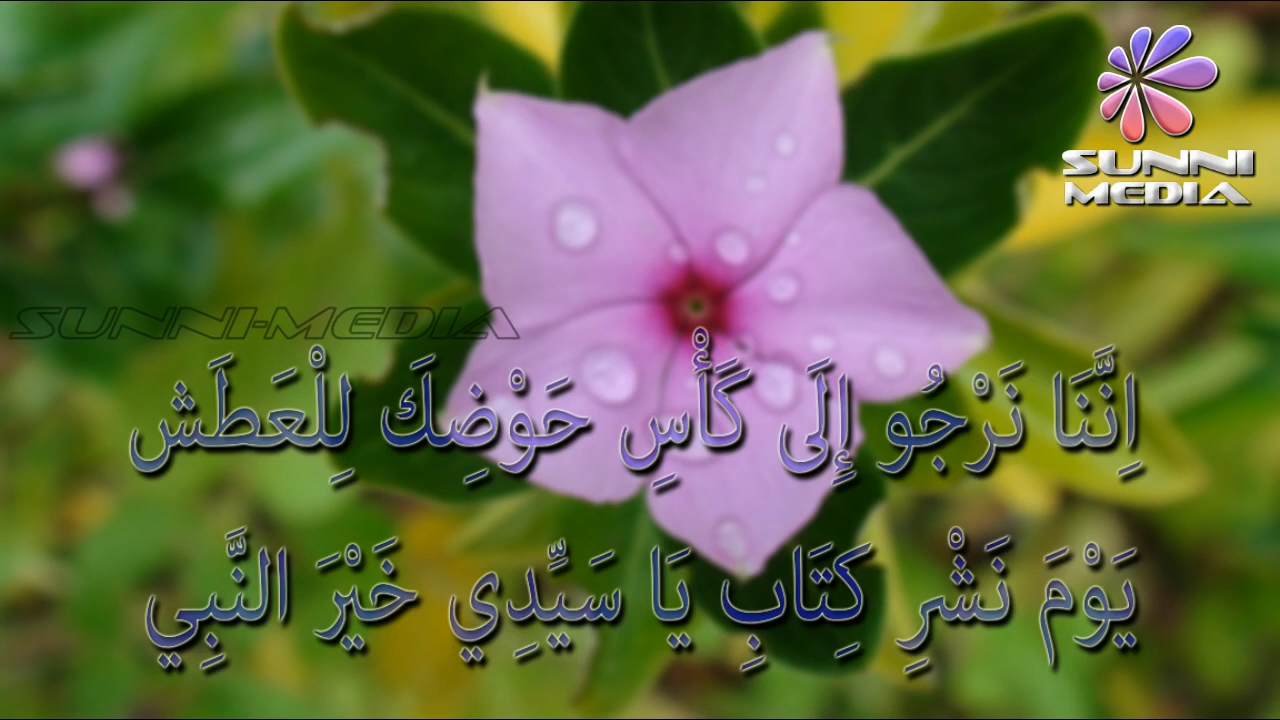 SUNNI
MEDIA
SUNNI-MEDIA
اِنَّنَا نَرْجُو إِلَى كَأْسِ حَوْضِكَ لِلْعَطَش
يَوْمَ نَشْرِ كِتَابِ يَا سَيِّدِي خَيْرَ النَّبِي